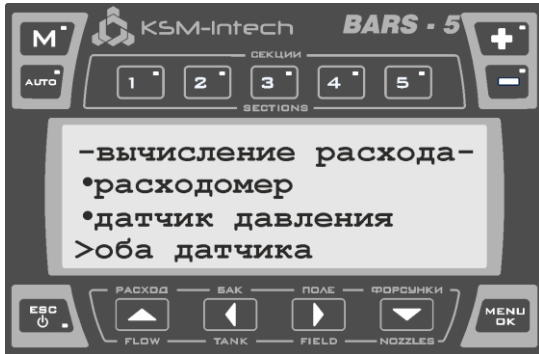 KSM-Intech BARS - 5
M
+
СЕКЦИИ
AUTO 1 2 3 4 5 -
SECTIONS
-вычисление расхода-
•расходомер
•датчик давления
>оба датчика
РАСХОД БАК ПОЛЕ ФОРСУНКИ
ESC
MENU
OK
FLOW TANK FIELD NOZZLES